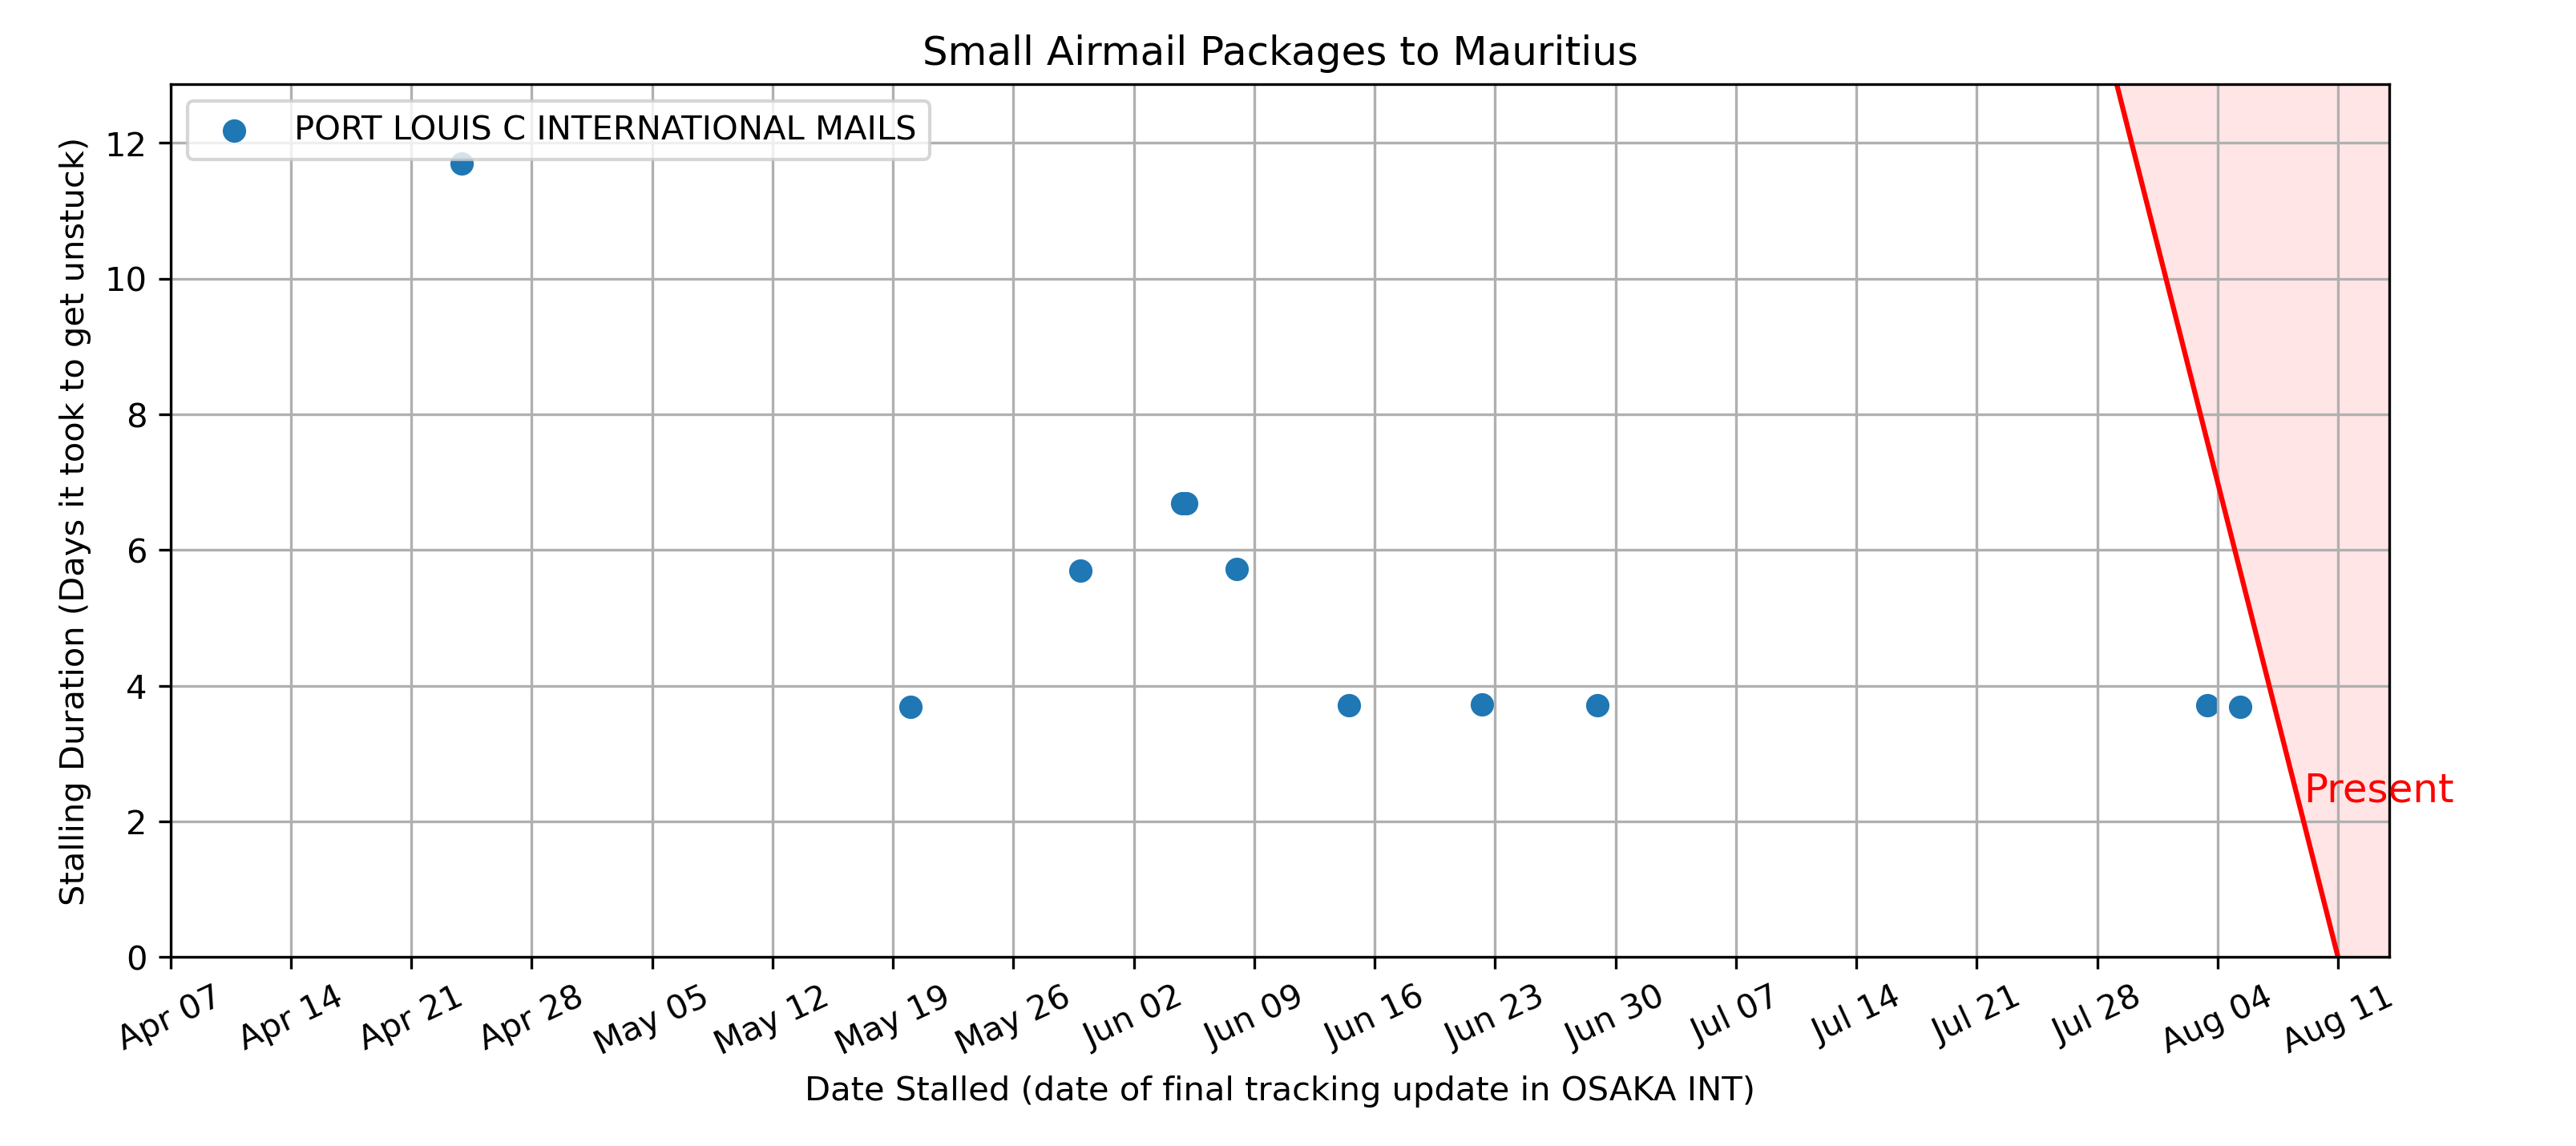 Small Airmail Packages to Mauritius
PORT LOUIS C INTERNATIONAL MAILS
Stalling Duration (Days it took to get unstuck)
12
10
8
6
4
2
0
Present
Apr 07
Apr 14
Apr 21
Apr 28
May 05
May 12
May 19
May 26
Jun 02
Jun 09
Jun 16
Jun 23
Jun 30
Jul 07
Jul 14
Jul 21
Jul 28
Aug 04
Aug 11
Date Stalled (date of final tracking update in OSAKA INT)